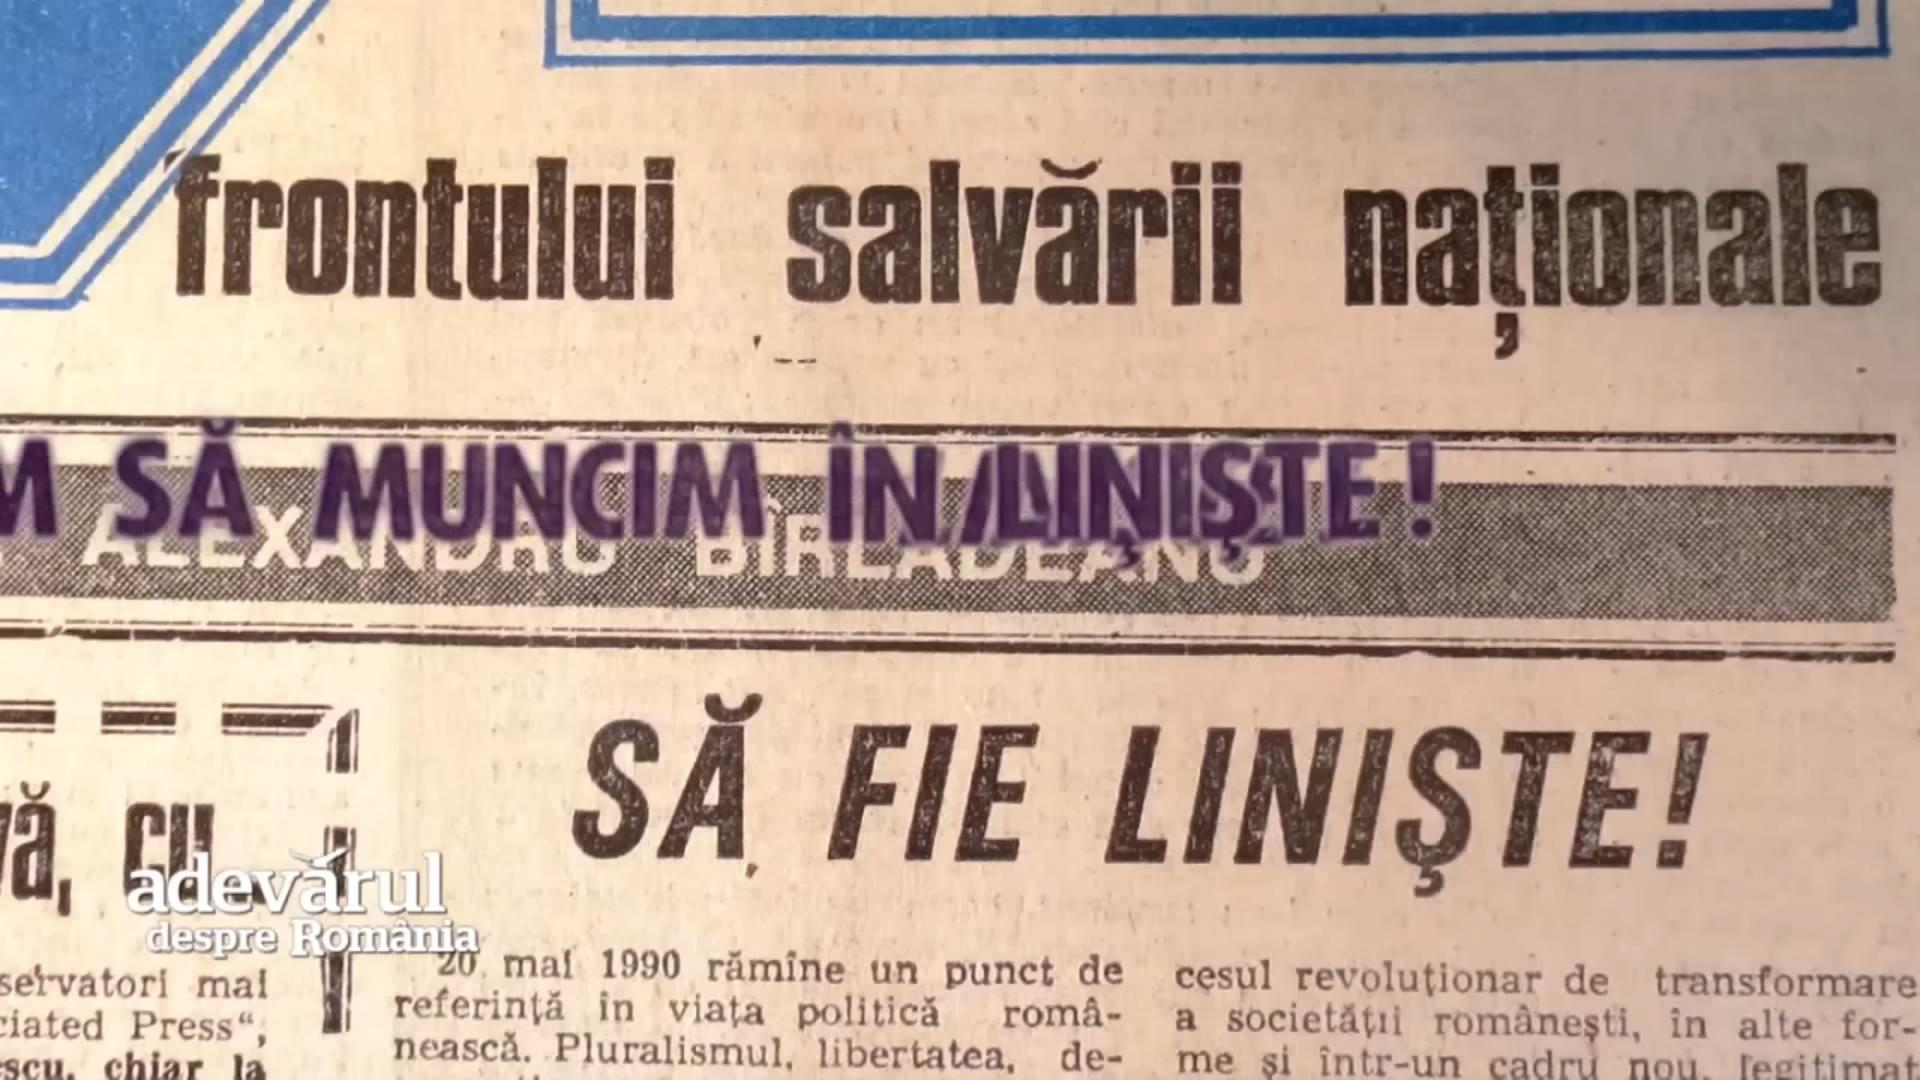 frontului salvării naționale
M SĂ MUNCIM ÎN LINIȘTE!
ALEXANDRU BÎRLĂDEANU
SĂ FIE LINIȘTE!
vă, cu
adevărul
despre România
servatori mai
ciated Press“,
escu, chiar la
20 mai 1990 rămîne un punct de
referință în viața politică româ-
nească. Pluralismul, libertatea, de-
cesul revoluționar de transformare
a societății românești, în alte for-
me și într-un cadru nou, legitimat